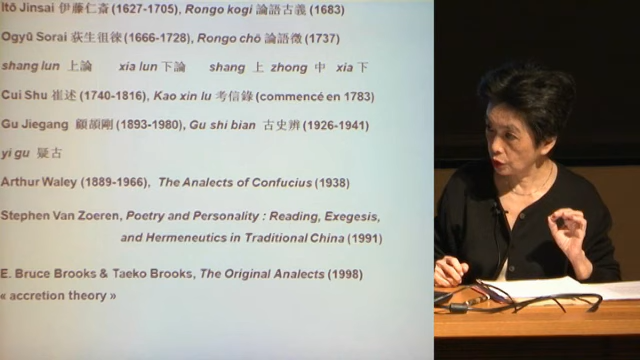 Itō Jinsai 伊藤仁斎 (1627-1705), Rongo kogi 論語古義 (1683)
Ogyū Sorai 荻生徂徠 (1666-1728), Rongo chō 論語徴 (1737)
shang lun 上論 xia lun 下論 shang 上 zhong 中 xia 下
Cui Shu 崔述 (1740-1816), Kao xin lu 考信錄 (commencé en 1783)
Gu Jiegang 顧頡剛 (1893-1980), Gu shi bian 古史辨 (1926-1941)
yi gu 疑古
Arthur Waley (1889-1966), The Analects of Confucius (1938)
Stephen Van Zoeren, Poetry and Personality : Reading, Exegesis,
and Hermeneutics in Traditional China (1991)
E. Bruce Brooks & Taeko Brooks, The Original Analects (1998)
« accretion theory »